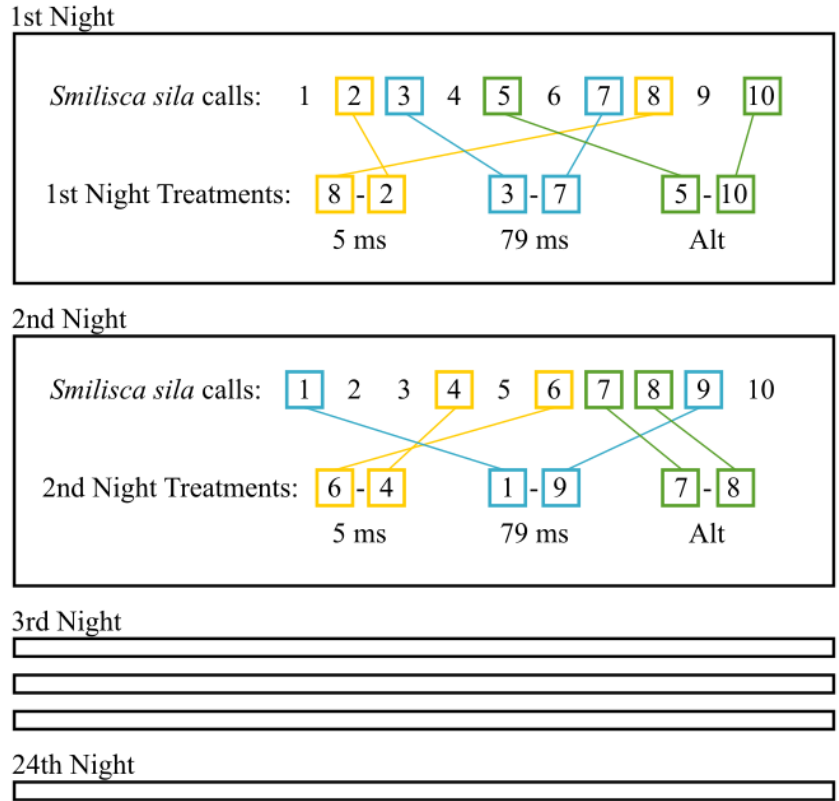 1st Night
Smilisca sila calls: 1 2 3 4 5 6 7 8 9 10
1st Night Treatments: 8 - 2 3 - 7 5 - 10
5 ms 79 ms Alt
2nd Night
Smilisca sila calls: 1 2 3 4 5 6 7 8 9 10
2nd Night Treatments: 6 - 4 1 - 9 7 - 8
5 ms 79 ms Alt
3rd Night
24th Night